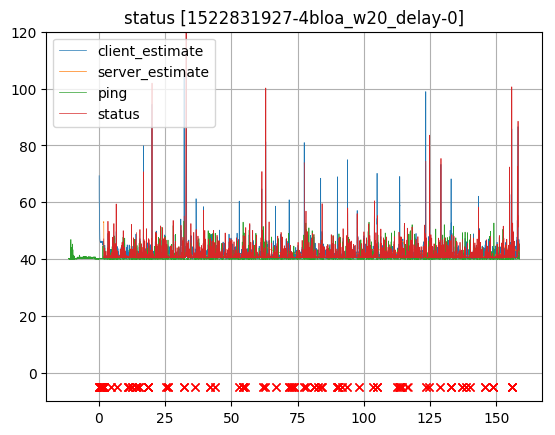 status [1522831927-4bloa_w20_delay-0]
120
100
80
60
40
20
0
client_estimate
server_estimate
ping
status
0
25
50
75
100
125
150